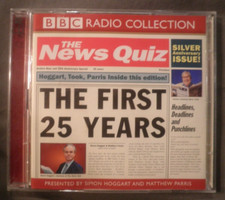 BBC RADIO COLLECTION
THE
News Quiz
SILVER
Anniversary
ISSUE!
Hoggart, Took, Parris inside this edition!
THE FIRST
25 YEARS
Headlines,
Deadlines
and
Punchlines
PRESENTED BY SIMON HOGGART AND MATTHEW PARRIS